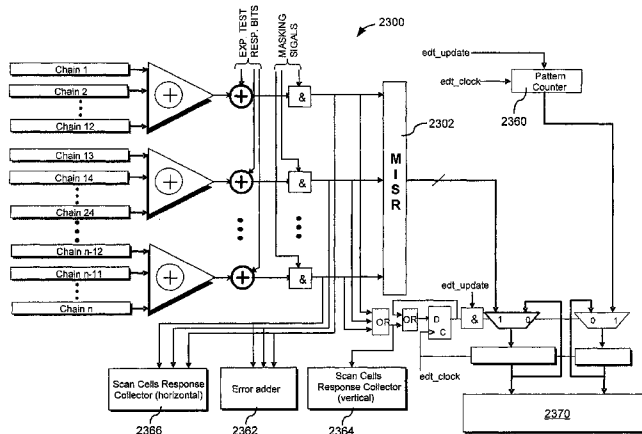 EXP. TEST
RESP. BITS
MASKING
SIGALS
2300
Chain 1
Chain 2
Chain 12
Chain 13
Chain 14
Chain 24
Chain n-12
Chain n-11
Chain n
&
&
&
MISR
2302
edt_update
edt_clock
Pattern
Counter
2360
edt_update
OR
OR
D
C
&
1
0
0
1
edt_clock
Scan Cells Response
Collector (horizontal)
2366
Error adder
2362
Scan Cells
Response Collector
(vertical)
2364
2370